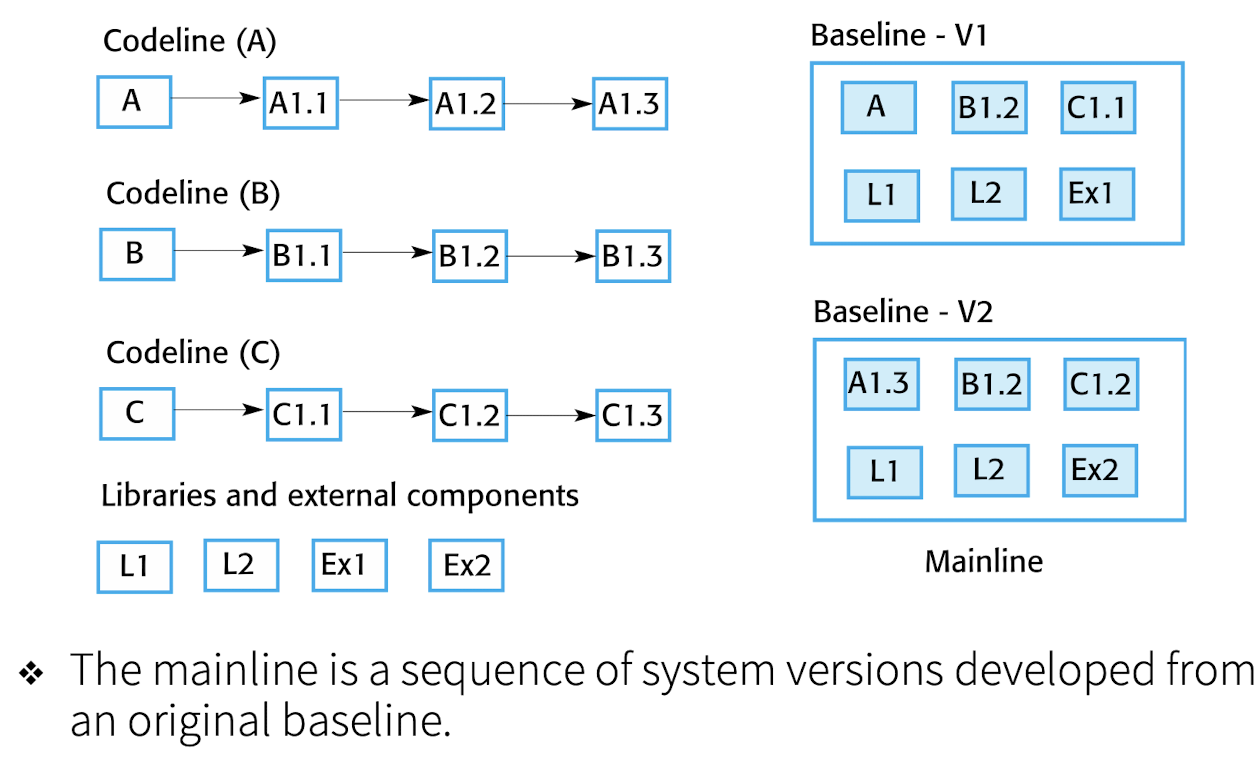 Codeline (A)
A A1.1 A1.2 A1.3
Codeline (B)
B B1.1 B1.2 B1.3
Codeline (C)
C C1.1 C1.2 C1.3
Libraries and external components
L1 L2 Ex1 Ex2
Baseline - V1
A B1.2 C1.1
L1 L2 Ex1
Baseline - V2
A1.3 B1.2 C1.2
L1 L2 Ex2
Mainline
❖ The mainline is a sequence of system versions developed from
an original baseline.